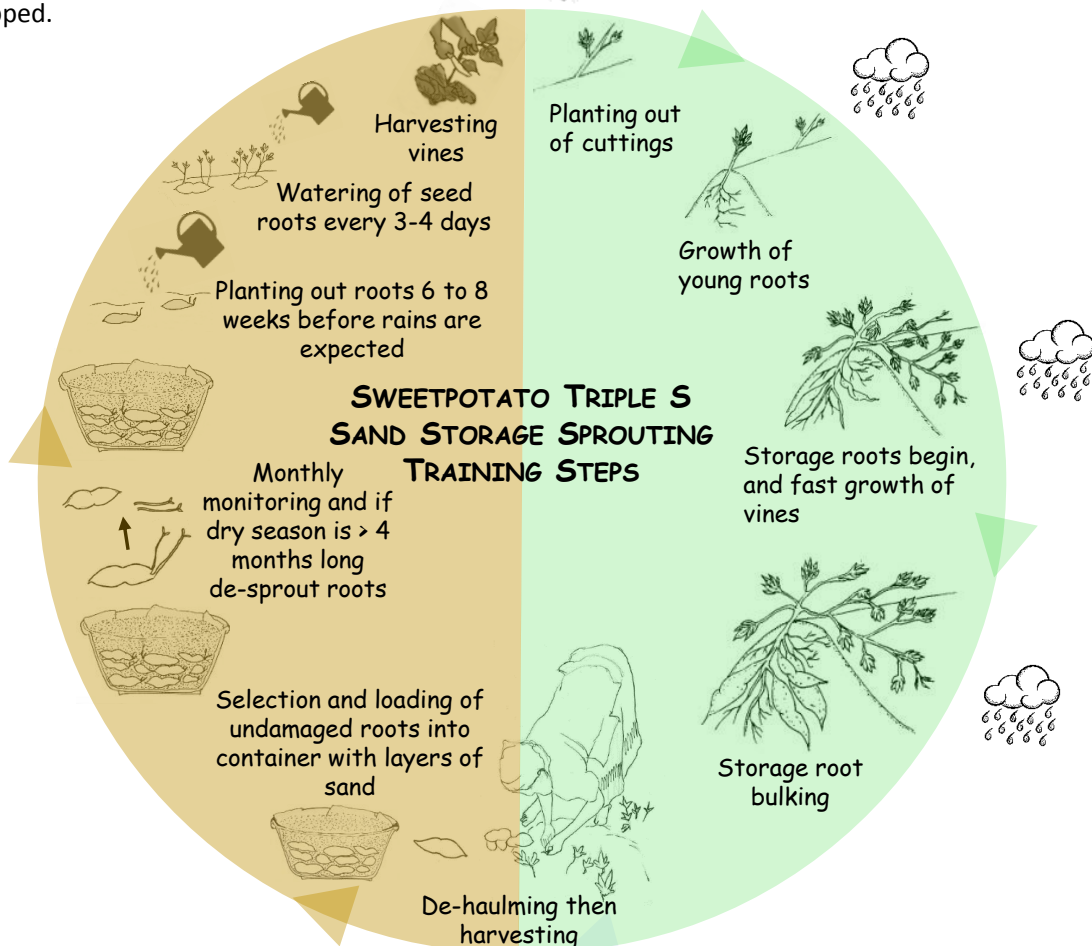 opped.
Harvesting
vines
Planting out
of cuttings
Watering of seed
roots every 3-4 days
Growth of
young roots
Planting out roots 6 to 8
weeks before rains are
expected
SWEETPOTATO TRIPLE S
SAND STORAGE SPROUTING
TRAINING STEPS
Storage roots begin,
and fast growth of
vines
Monthly
monitoring and if
dry season is > 4
months long
de-sprout roots
Selection and loading of
undamaged roots into
container with layers of
sand
Storage root
bulking
De-haulming then
harvesting